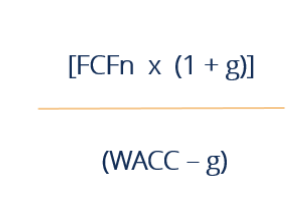 [FCFn x (1 + g)]
(WACC – g)